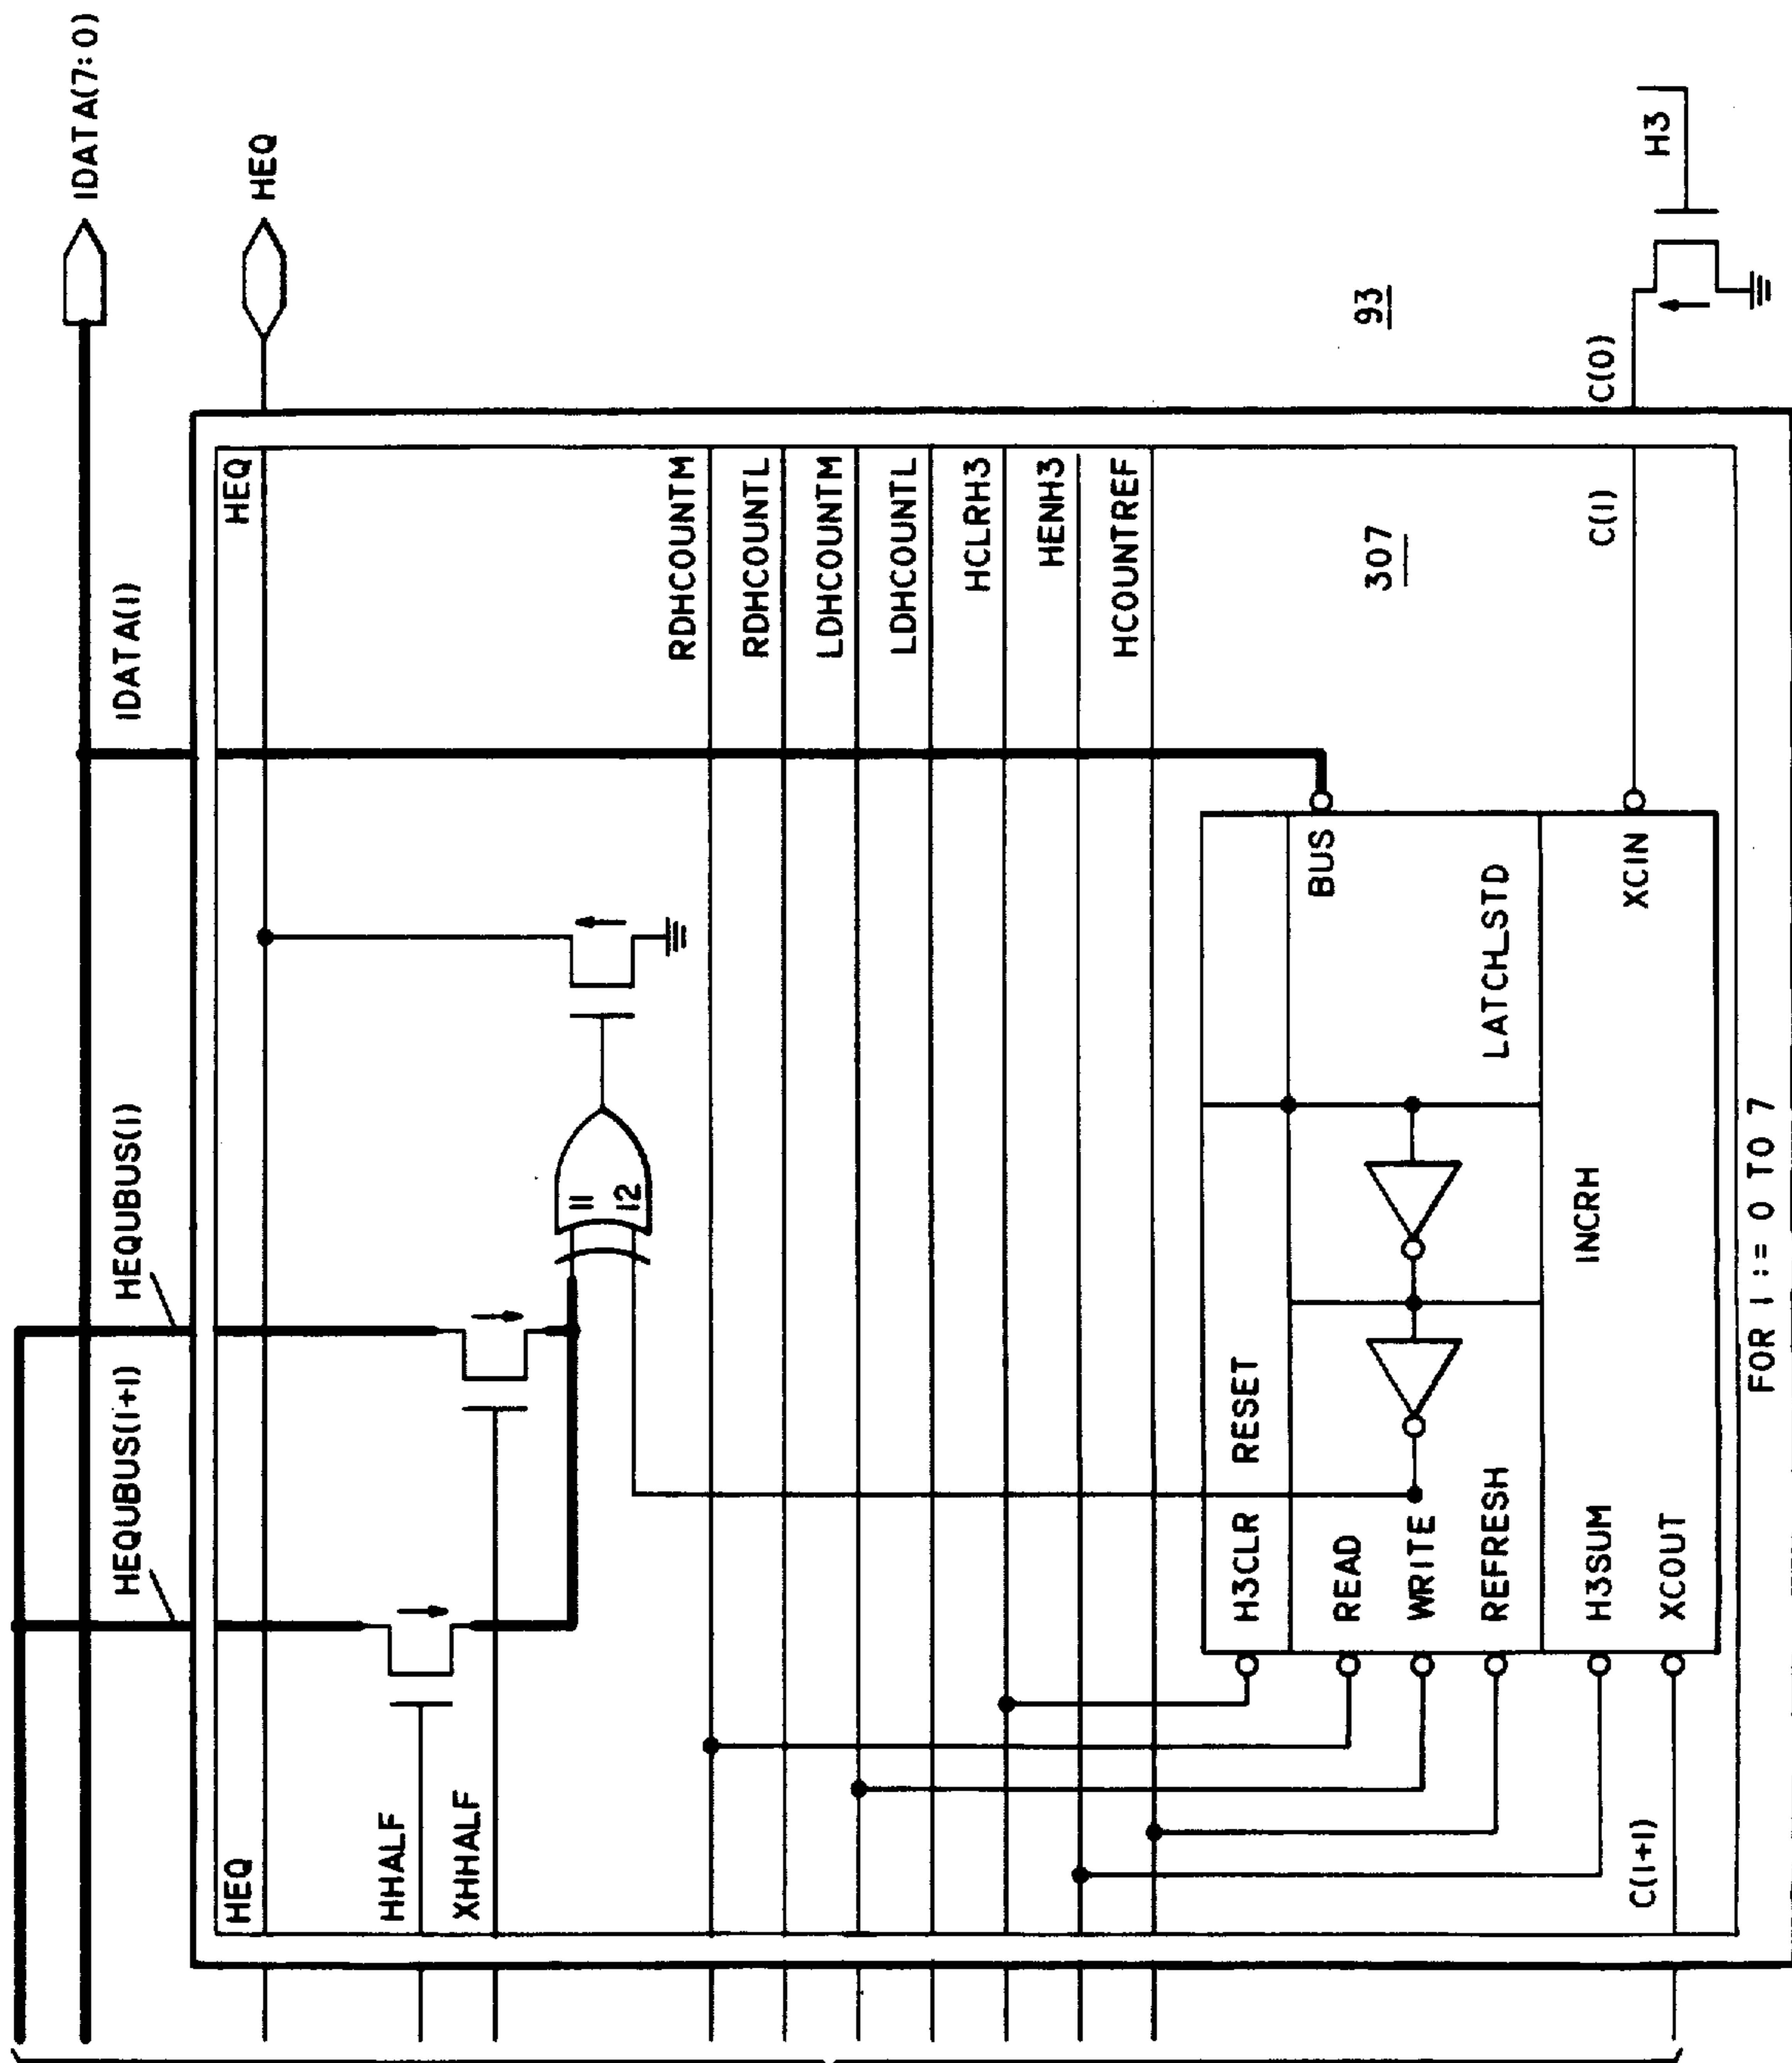 IDATA(7:0)
HEQ
IDATA(I)
HEQUBUS(I)
HEQUBUS(I+I)
HEQ
HEQ
HHALF
XHHALF
I1
I2
RDHCOUNTM
RDHCOUNTL
LDHCOUNTM
LDHCOUNTL
HCLRH3
HENH3
HCOUNTREF
307
93
H3
C(0)
C(I)
H3CLR RESET
READ
WRITE
REFRESH
BUS
LATCH_STD
H3SUM
XCOUT
INCRH
XCIN
C(I+I)
FOR I := 0 TO 7